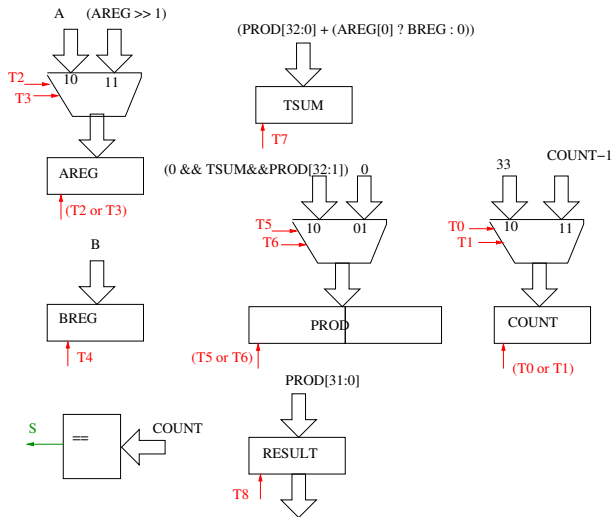 A (AREG >> 1)
(PROD[32:0] + (AREG[0] ? BREG : 0))
T2 10 11
T3
TSUM
T7
AREG
(T2 or T3)
(0 && TSUM&&PROD[32:1]) 0
33 COUNT−1
T5 10 01
T6
T0 10 11
T1
B
BREG
T4
PROD
(T5 or T6)
COUNT
(T0 or T1)
PROD[31:0]
S == COUNT
RESULT
T8